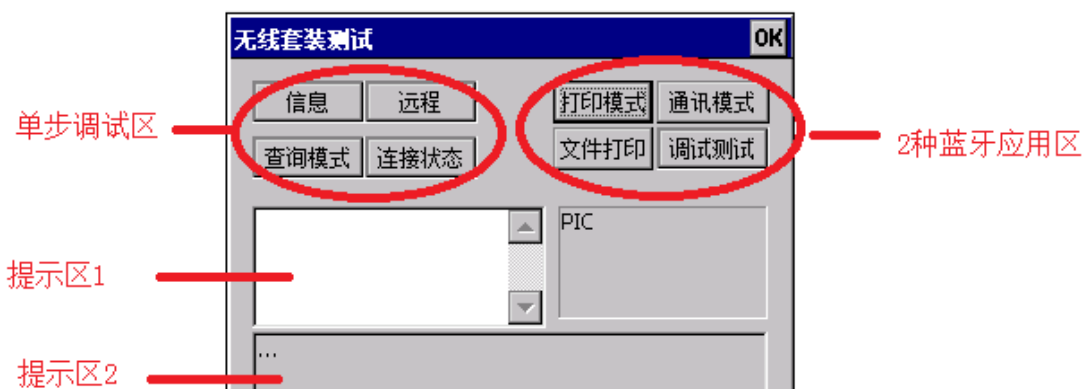 无线套装测试 OK
信息 远程 打印模式 通讯模式
单步调试区
2种蓝牙应用区
查询模式 连接状态 文件打印 调试测试
PIC
提示区1
...
提示区2